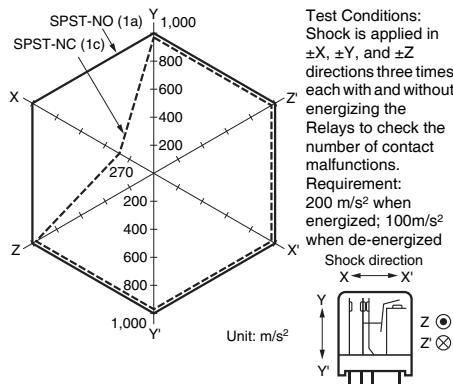 SPST-NO (1a)
SPST-NC (1c)
Y
1,000
800
600
400
200
X
Z'
270
200
400
600
800
1,000
Z
X'
Y'
Unit: m/s²
Test Conditions:
Shock is applied in
±X, ±Y, and ±Z
directions three times
each with and without
energizing the
Relays to check the
number of contact
malfunctions.
Requirement:
200 m/s² when
energized; 100m/s²
when de-energized
Shock direction
X X'
Y
Y'
Z
Z'